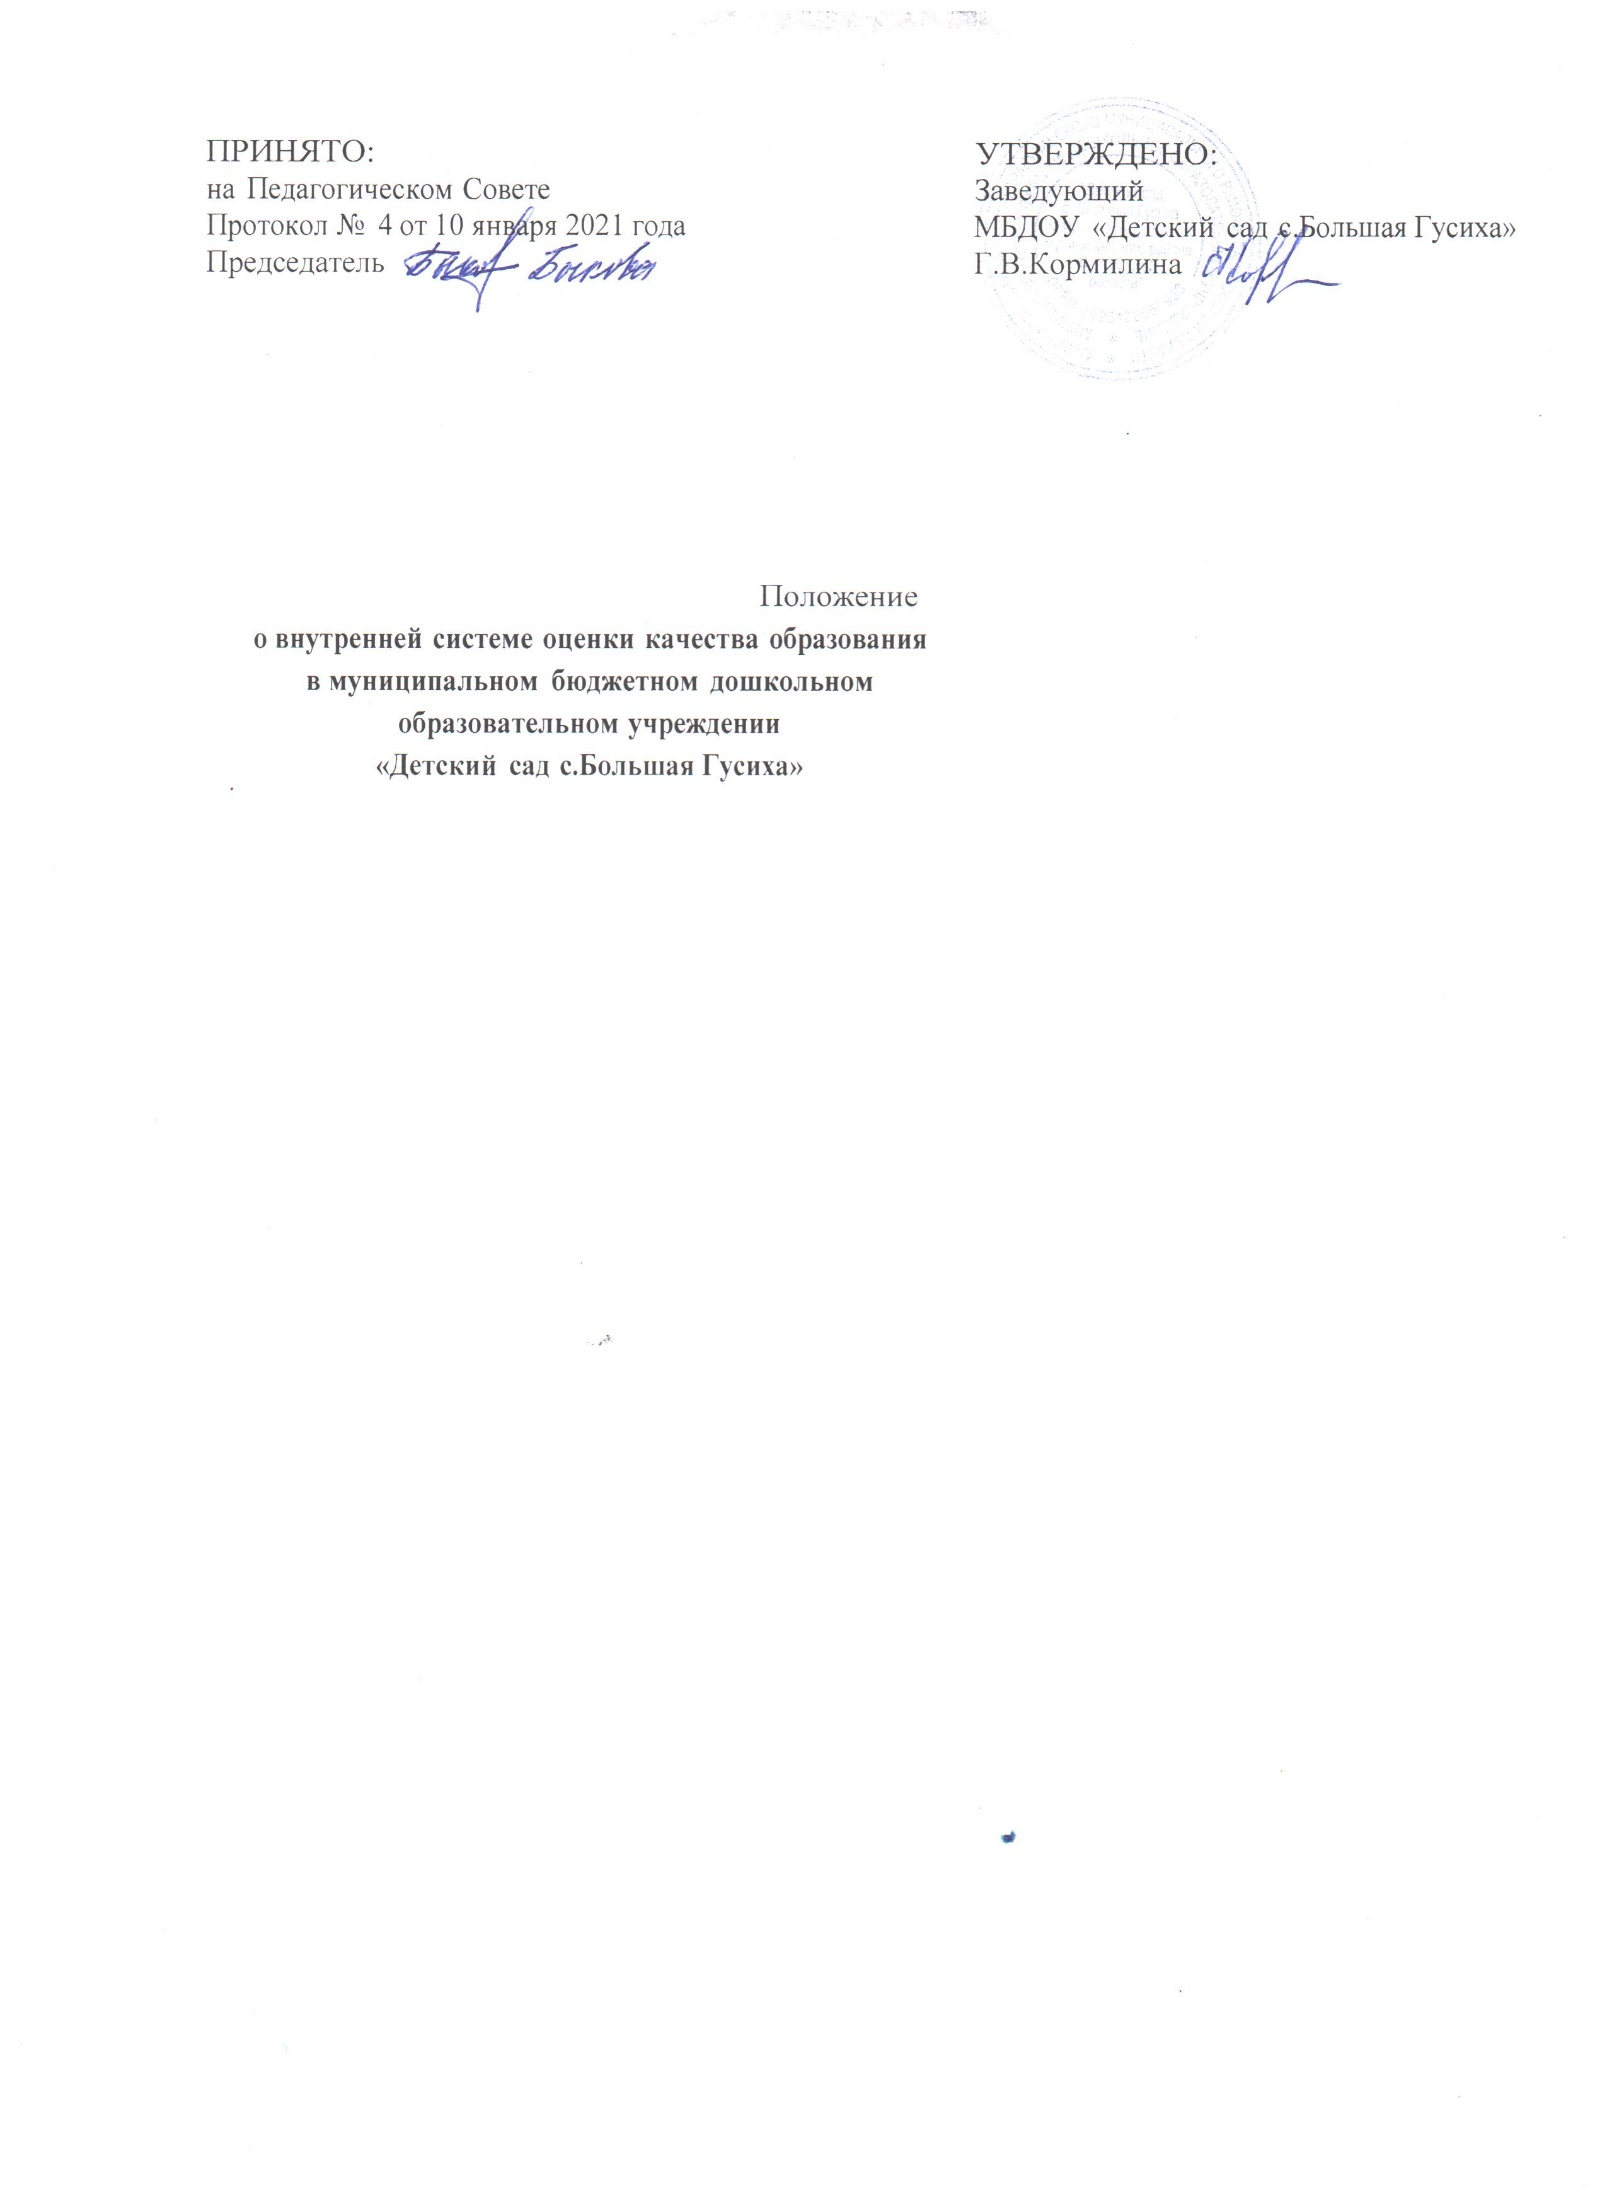 ПРИНЯТО:
на Педагогическом Совете
Протокол № 4 от 10 января 2021 года
Председатель Быкова
УТВЕРЖДЕНО:
Заведующий
МБДОУ «Детский сад с.Большая Гусиха»
Г.В.Кормилина
Положение
о внутренней системе оценки качества образования
в муниципальном бюджетном дошкольном
образовательном учреждении
«Детский сад с.Большая Гусиха»